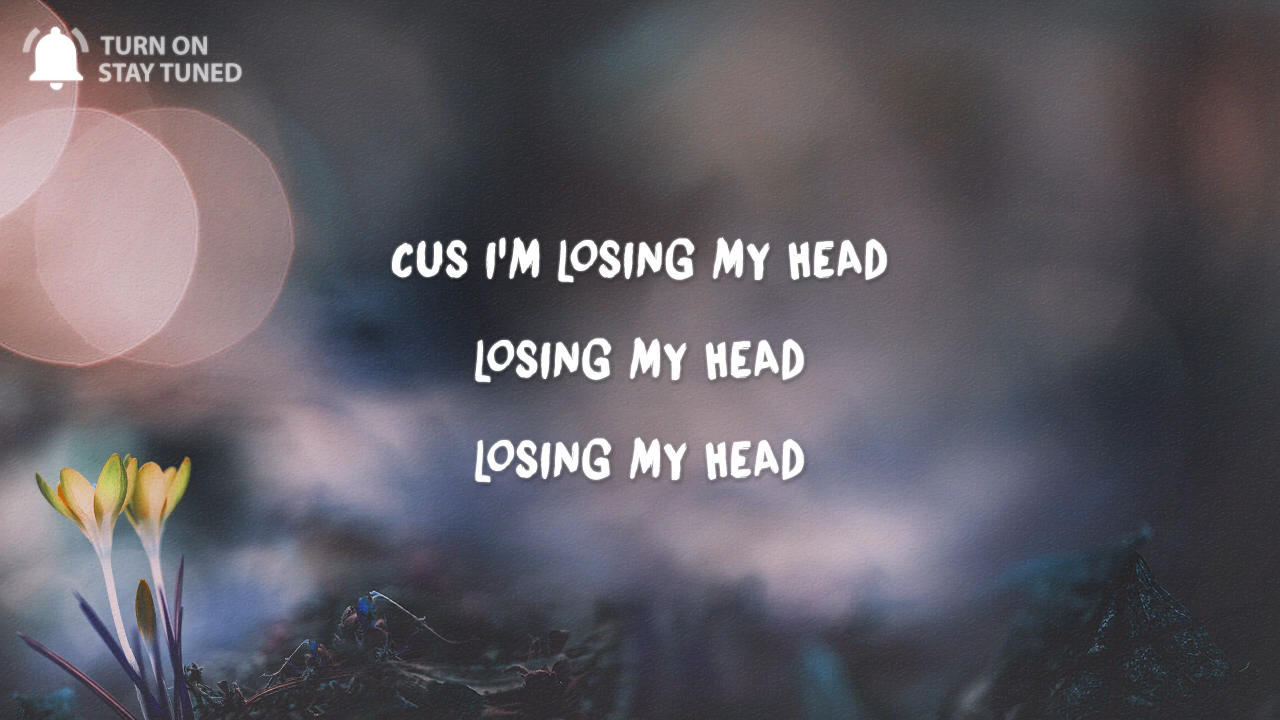 TURN ON
STAY TUNED
CUS I'M LOSING MY HEAD
LOSING MY HEAD
LOSING MY HEAD